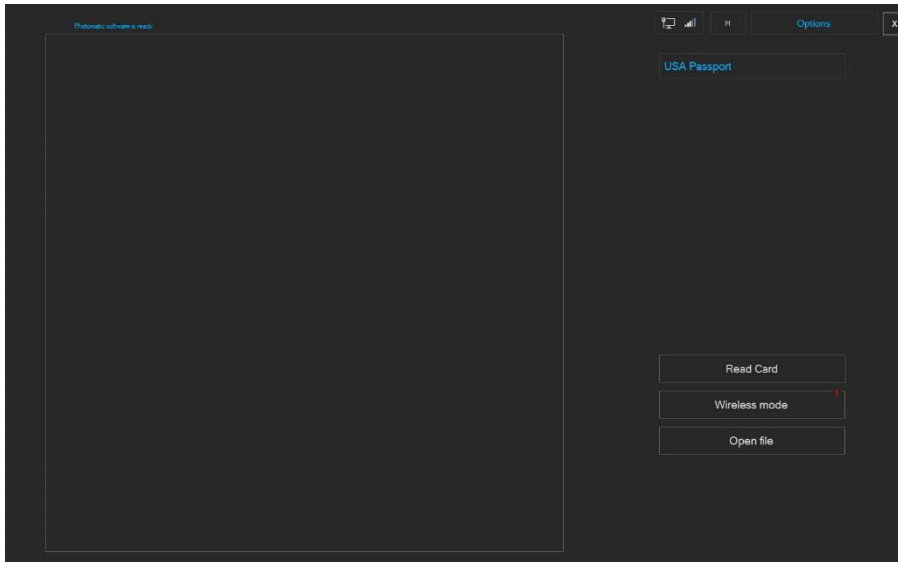 Photomatic software is ready.
H
Options
X
USA Passport
Read Card
Wireless mode
Open file